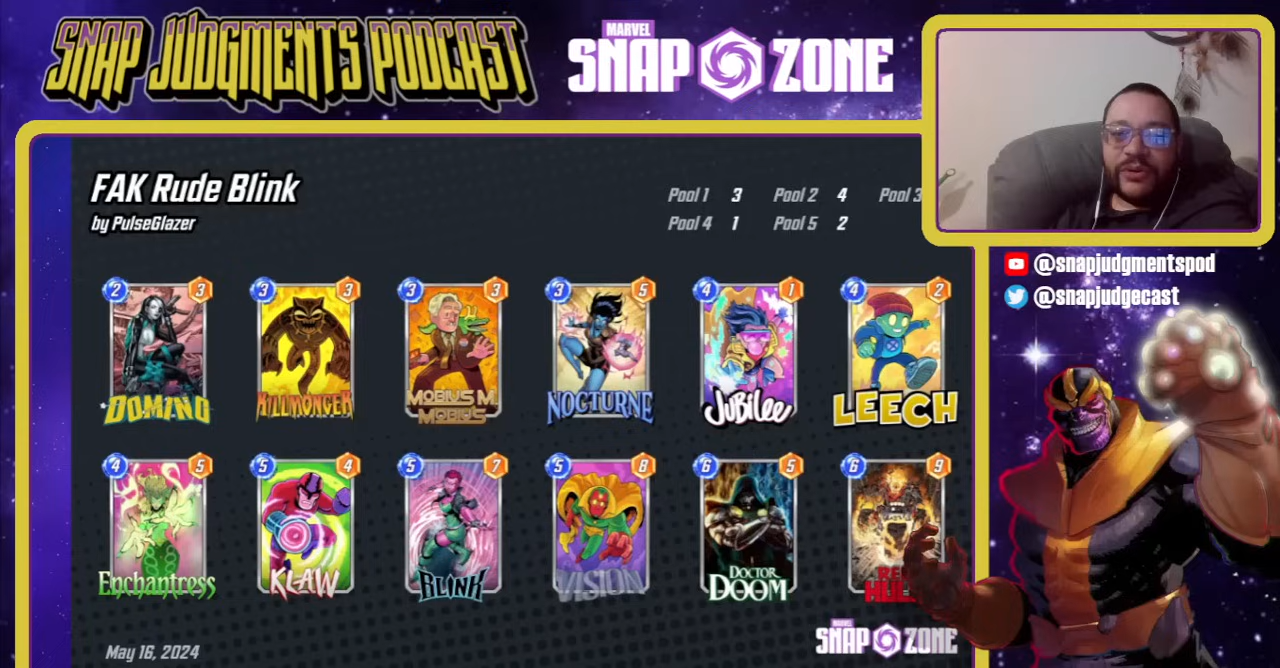 SNAP JUDGMENTS PODCAST
MARVEL
SNAP ZONE
FAK Rude Blink
by PulseGlazer
Pool 1 3 Pool 2 4 Pool 3
Pool 4 1 Pool 5 2
@snapjudgmentspod
@snapjudgecast
2 3 3 3 3 3 3 5 4 1 4 2
DOMINO KILLMONGER MOBIUS M. MOBIUS NOCTURNE JUBILEE LEECH
4 5 5 4 5 7 5 8 6 5 6 9
Enchantress KLAW BLINK VISION DOCTOR DOOM
HUL
May 16, 2024
MARVEL
SNAP ZONE